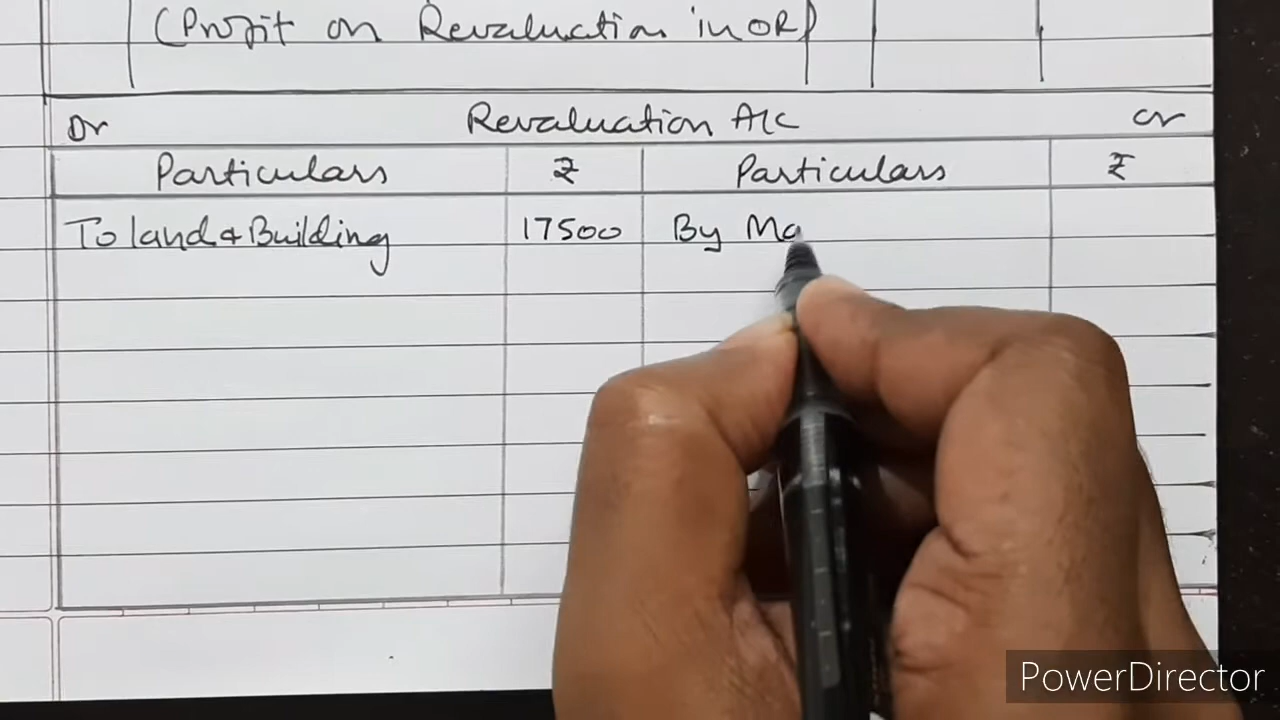 (Profit on Revaluation in OR)
Dr Revaluation A/c cr
Particulars ₹ Particulars ₹
To land & Building 17500 By Ma
PowerDirector